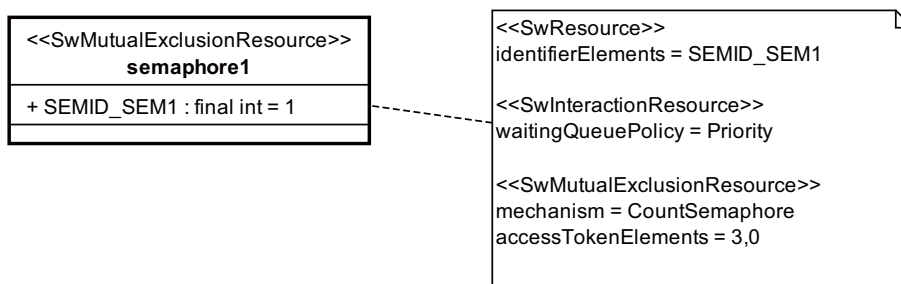 <<SwMutualExclusionResource>>
semaphore1
+ SEMID_SEM1 : final int = 1
<<SwResource>>
identifierElements = SEMID_SEM1
<<SwInteractionResource>>
waitingQueuePolicy = Priority
<<SwMutualExclusionResource>>
mechanism = CountSemaphore
accessTokenElements = 3,0